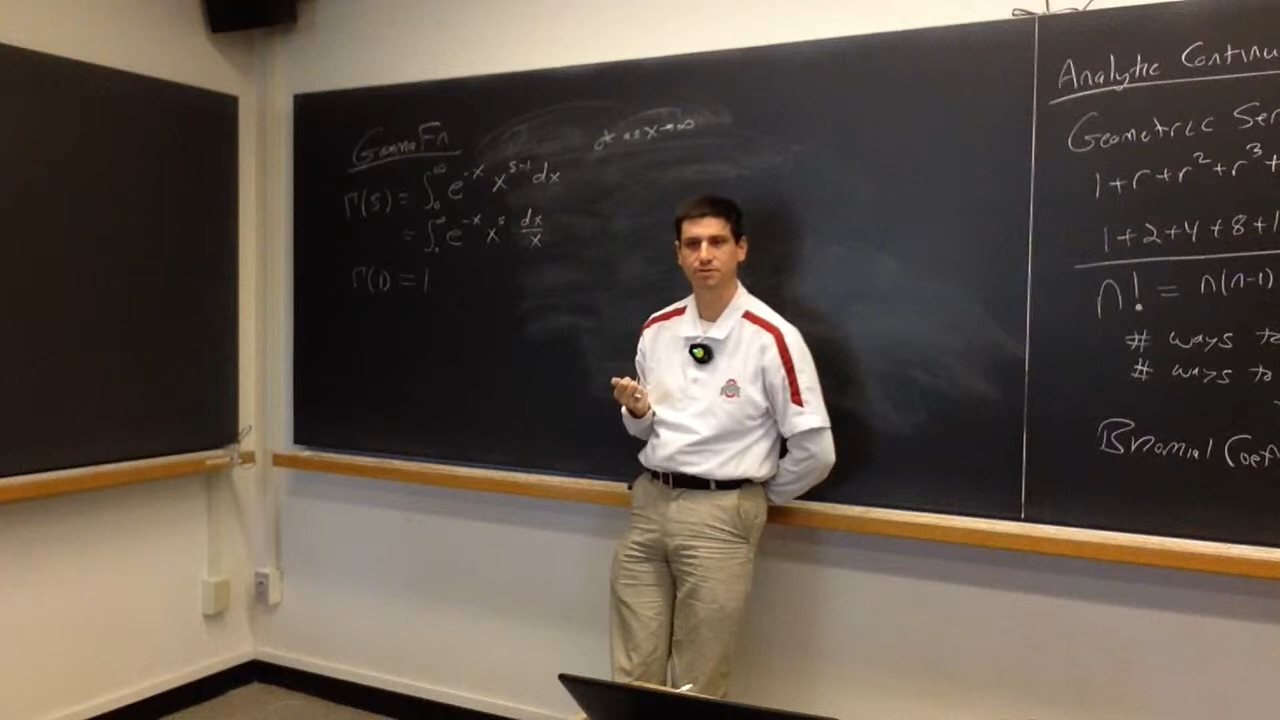 Gamma Fn
Γ(s) = ∫₀^∞ e^{-x} x^{s-1} dx
= ∫₀^∞ e^{-x} x^s dx/x
Γ(1) = 1
as x→∞
Analytic Continu
Geometric Ser
1+r+r²+r³+
1+2+4+8+1
n! = n(n-1)
# ways to
# ways to
Binomial Coef